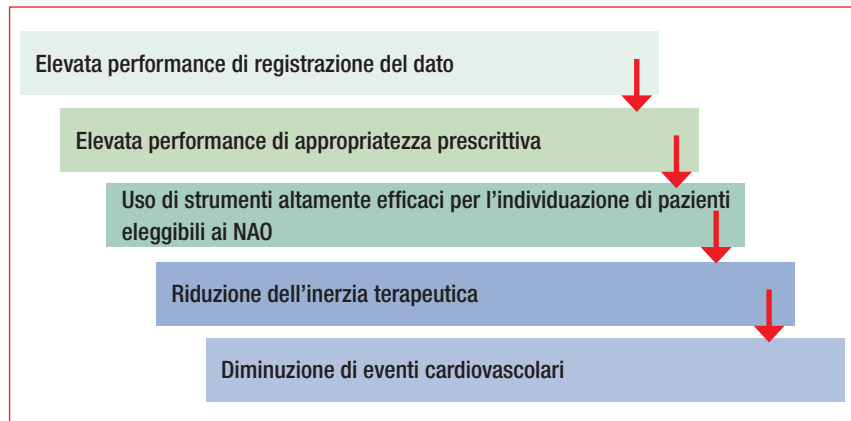 Elevata performance di registrazione del dato
Elevata performance di appropriatezza prescrittiva
Uso di strumenti altamente efficaci per l’individuazione di pazienti
eleggibili ai NAO
Riduzione dell’inerzia terapeutica
Diminuzione di eventi cardiovascolari